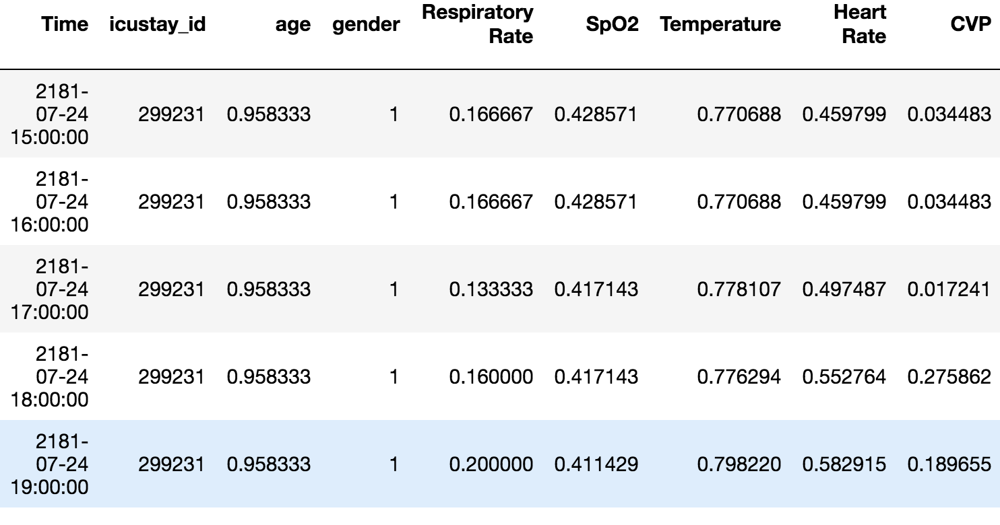 Time icustay_id age gender Respiratory Rate SpO2 Temperature Heart Rate CVP
2181-07-24 15:00:00 299231 0.958333 1 0.166667 0.428571 0.770688 0.459799 0.034483
2181-07-24 16:00:00 299231 0.958333 1 0.166667 0.428571 0.770688 0.459799 0.034483
2181-07-24 17:00:00 299231 0.958333 1 0.133333 0.417143 0.778107 0.497487 0.017241
2181-07-24 18:00:00 299231 0.958333 1 0.160000 0.417143 0.776294 0.552764 0.275862
2181-07-24 19:00:00 299231 0.958333 1 0.200000 0.411429 0.798220 0.582915 0.189655